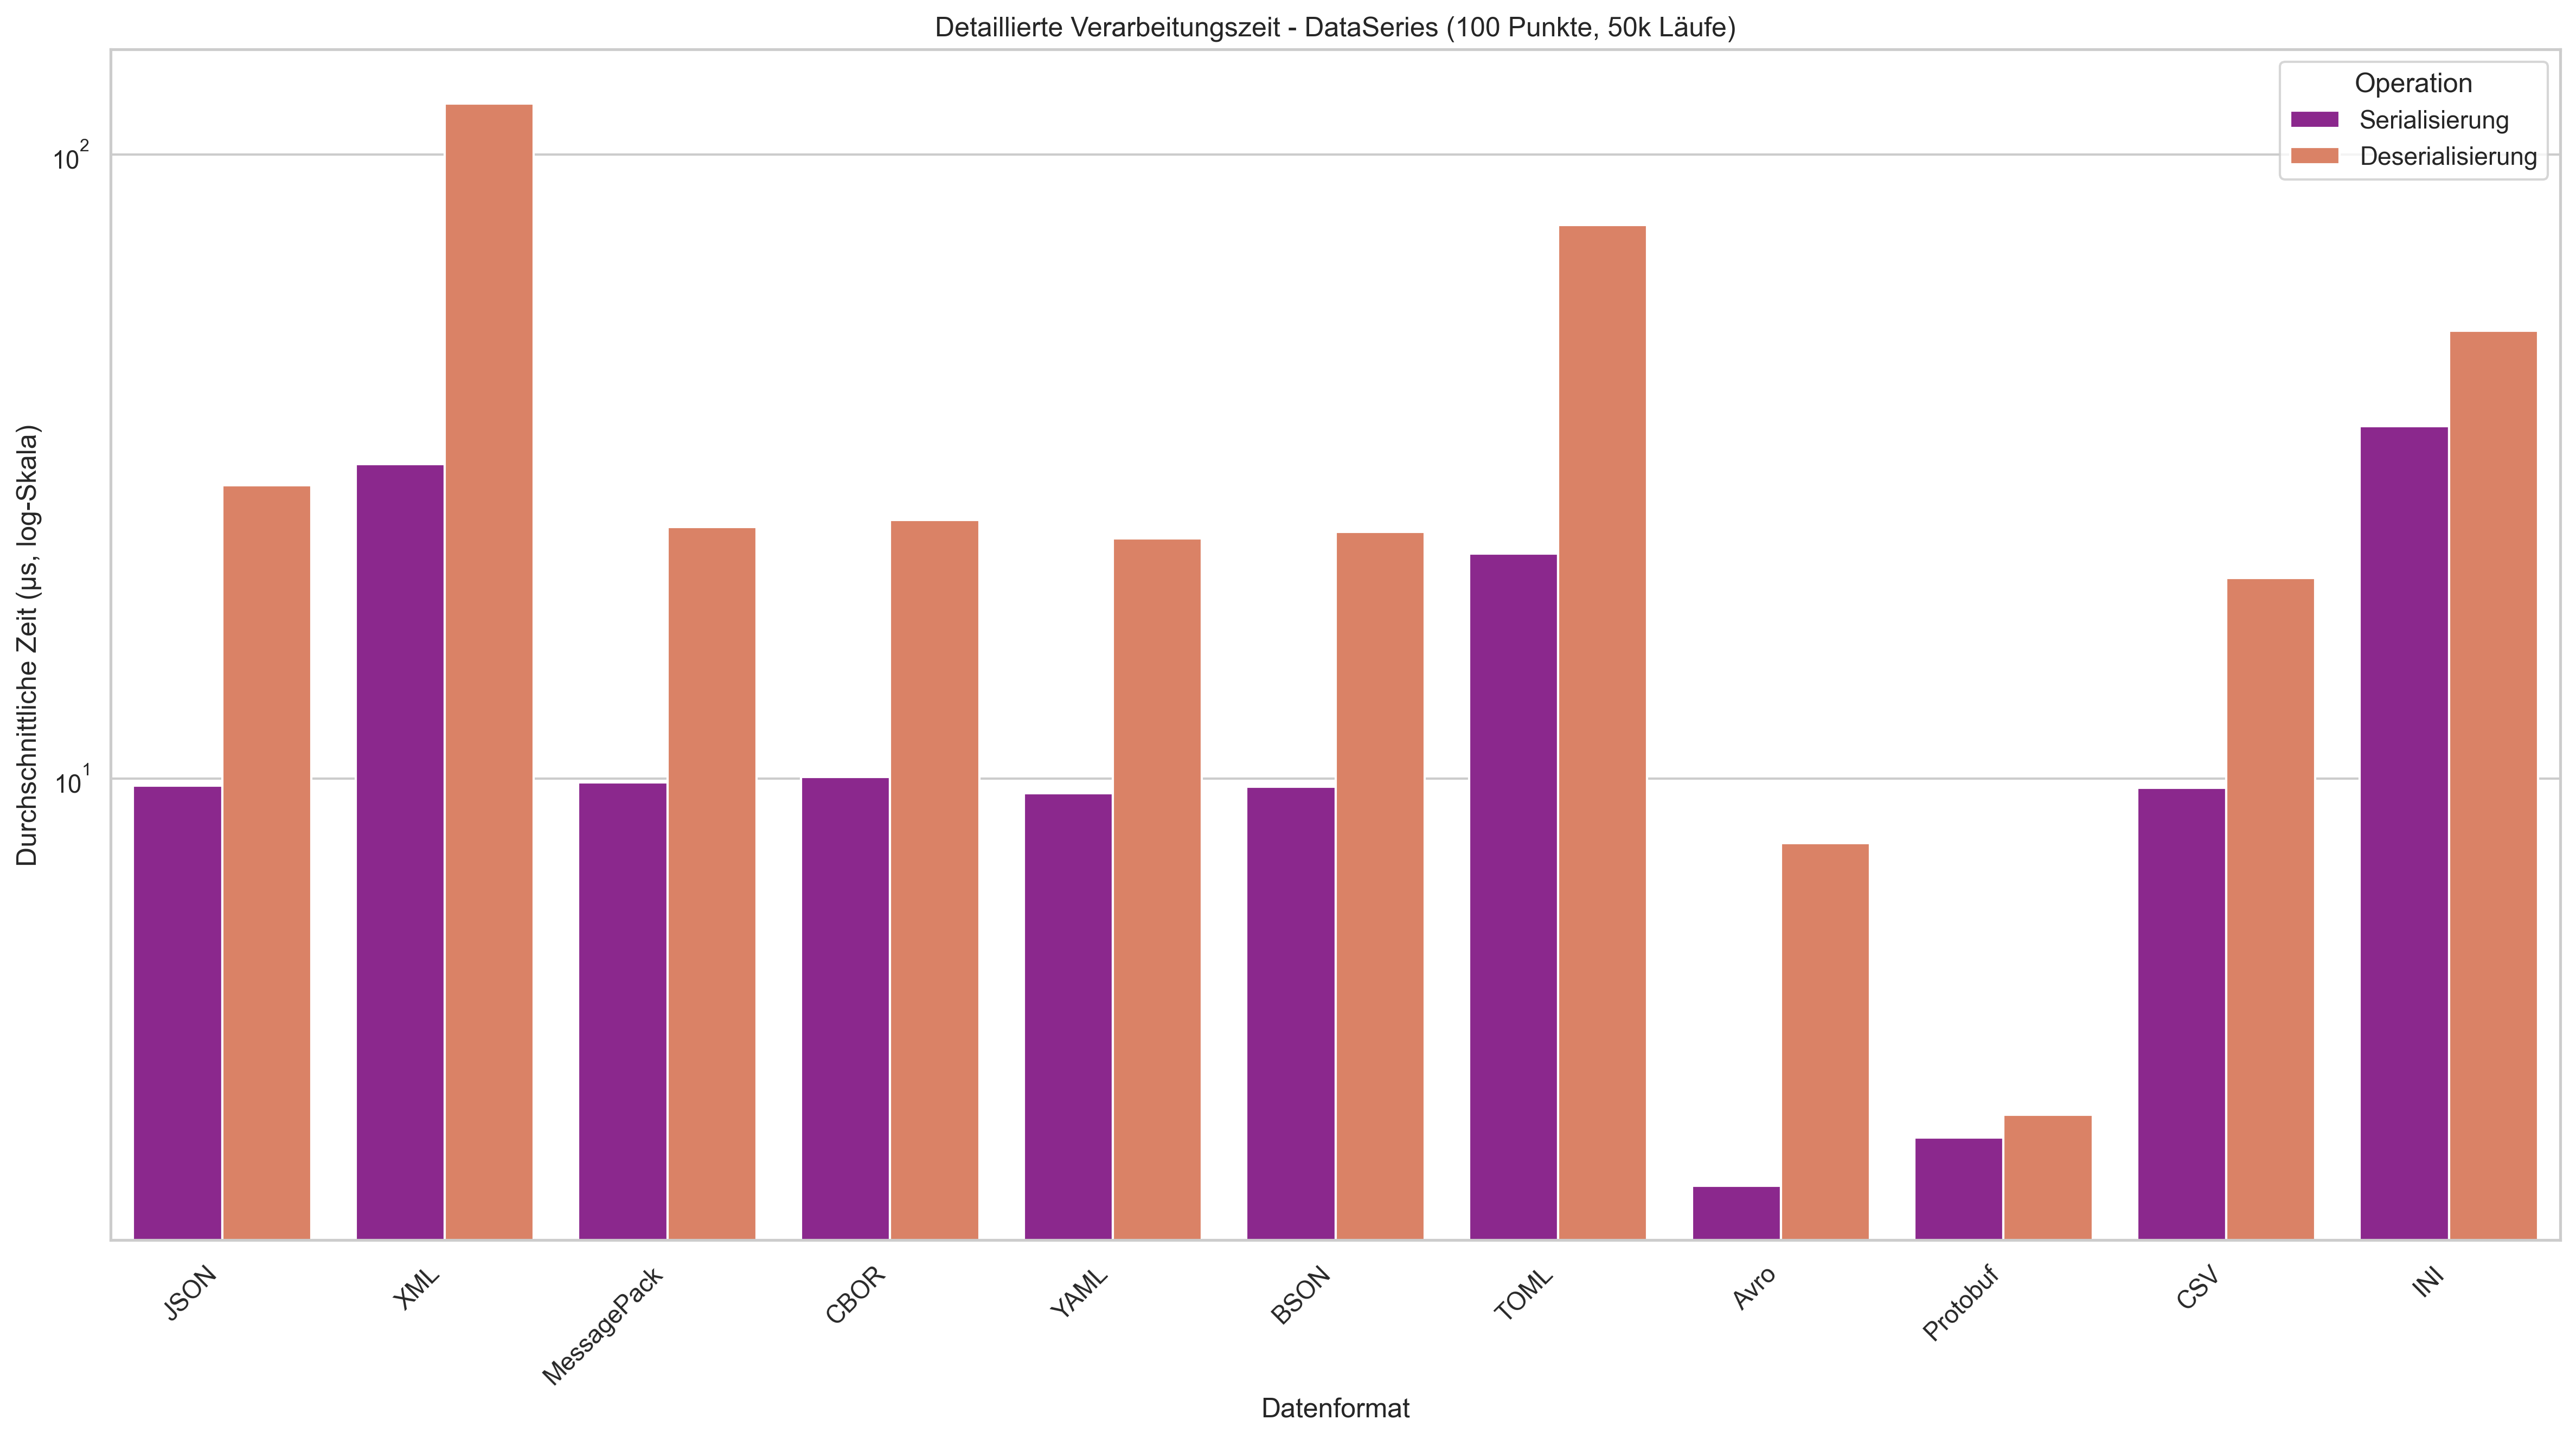 Detaillierte Verarbeitungszeit - DataSeries (100 Punkte, 50k Läufe)
Operation
Serialisierung
Deserialisierung
10²
10¹
Durchschnittliche Zeit (µs, log-Skala)
JSON
XML
MessagePack
CBOR
YAML
BSON
TOML
Avro
Protobuf
CSV
INI
Datenformat